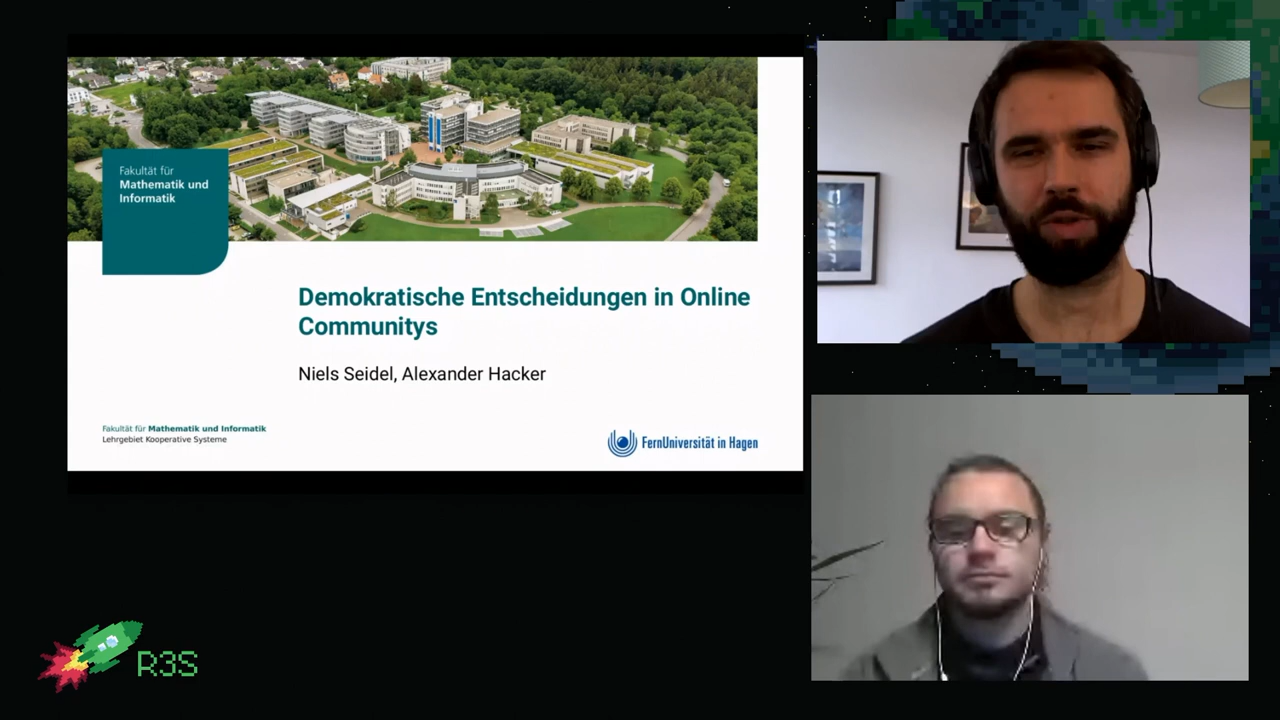 Fakultät für
Mathematik und
Informatik
Demokratische Entscheidungen in Online
Communitys
Niels Seidel, Alexander Hacker
Fakultät für Mathematik und Informatik
Lehrgebiet Kooperative Systeme
FernUniversität in Hagen
R3S